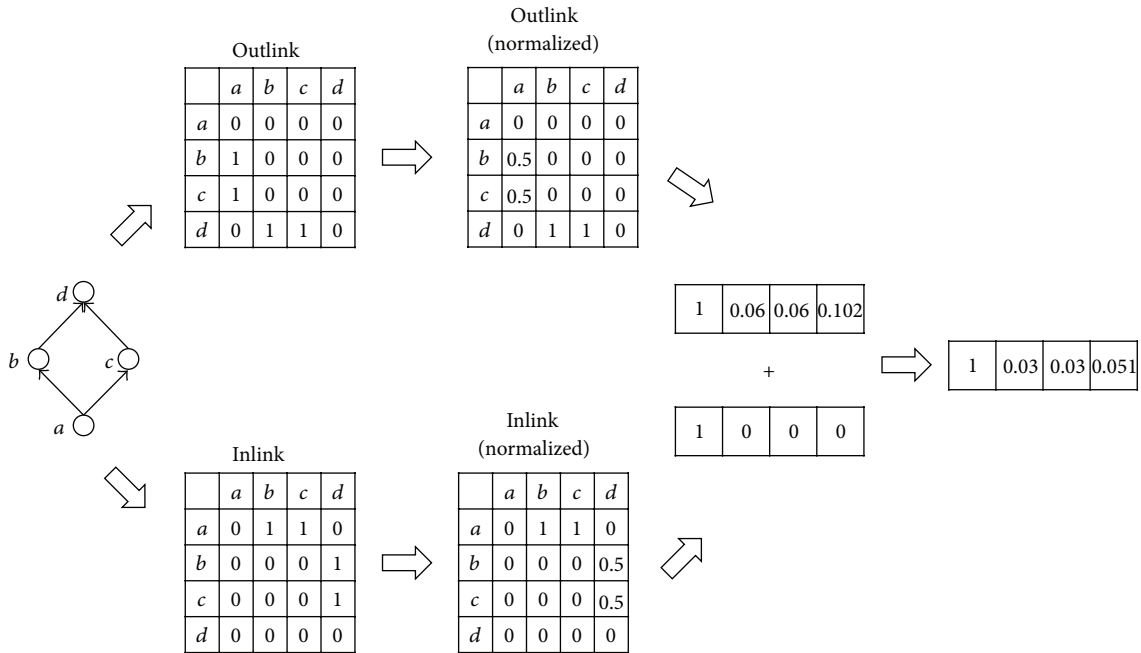 Outlink
a b c d
a 0 0 0 0
b 1 0 0 0
c 1 0 0 0
d 0 1 1 0
Outlink
(normalized)
a b c d
a 0 0 0 0
b 0.5 0 0 0
c 0.5 0 0 0
d 0 1 1 0
d
b c
a
1 0.06 0.06 0.102
+
1 0 0 0
1 0.03 0.03 0.051
Inlink
a b c d
a 0 1 1 0
b 0 0 0 1
c 0 0 0 1
d 0 0 0 0
Inlink
(normalized)
a b c d
a 0 1 1 0
b 0 0 0 0.5
c 0 0 0 0.5
d 0 0 0 0